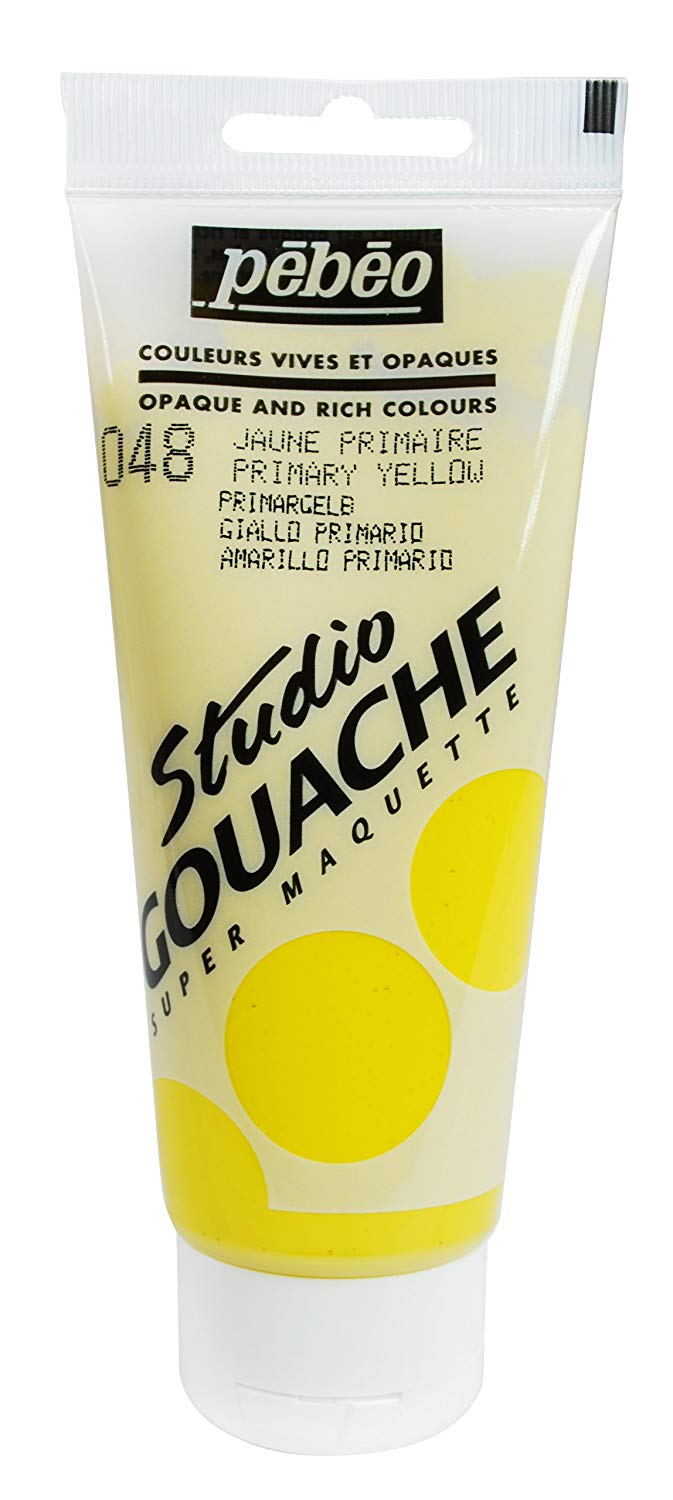 pēbēo
COULEURS VIVES ET OPAQUES
OPAQUE AND RICH COLOURS
048
JAUNE PRIMAIRE
PRIMARY YELLOW
PRIMARGELB
GIALLO PRIMARIO
AMARILLO PRIMARIO
Studio
GOUACHE
SUPER MAQUETTE